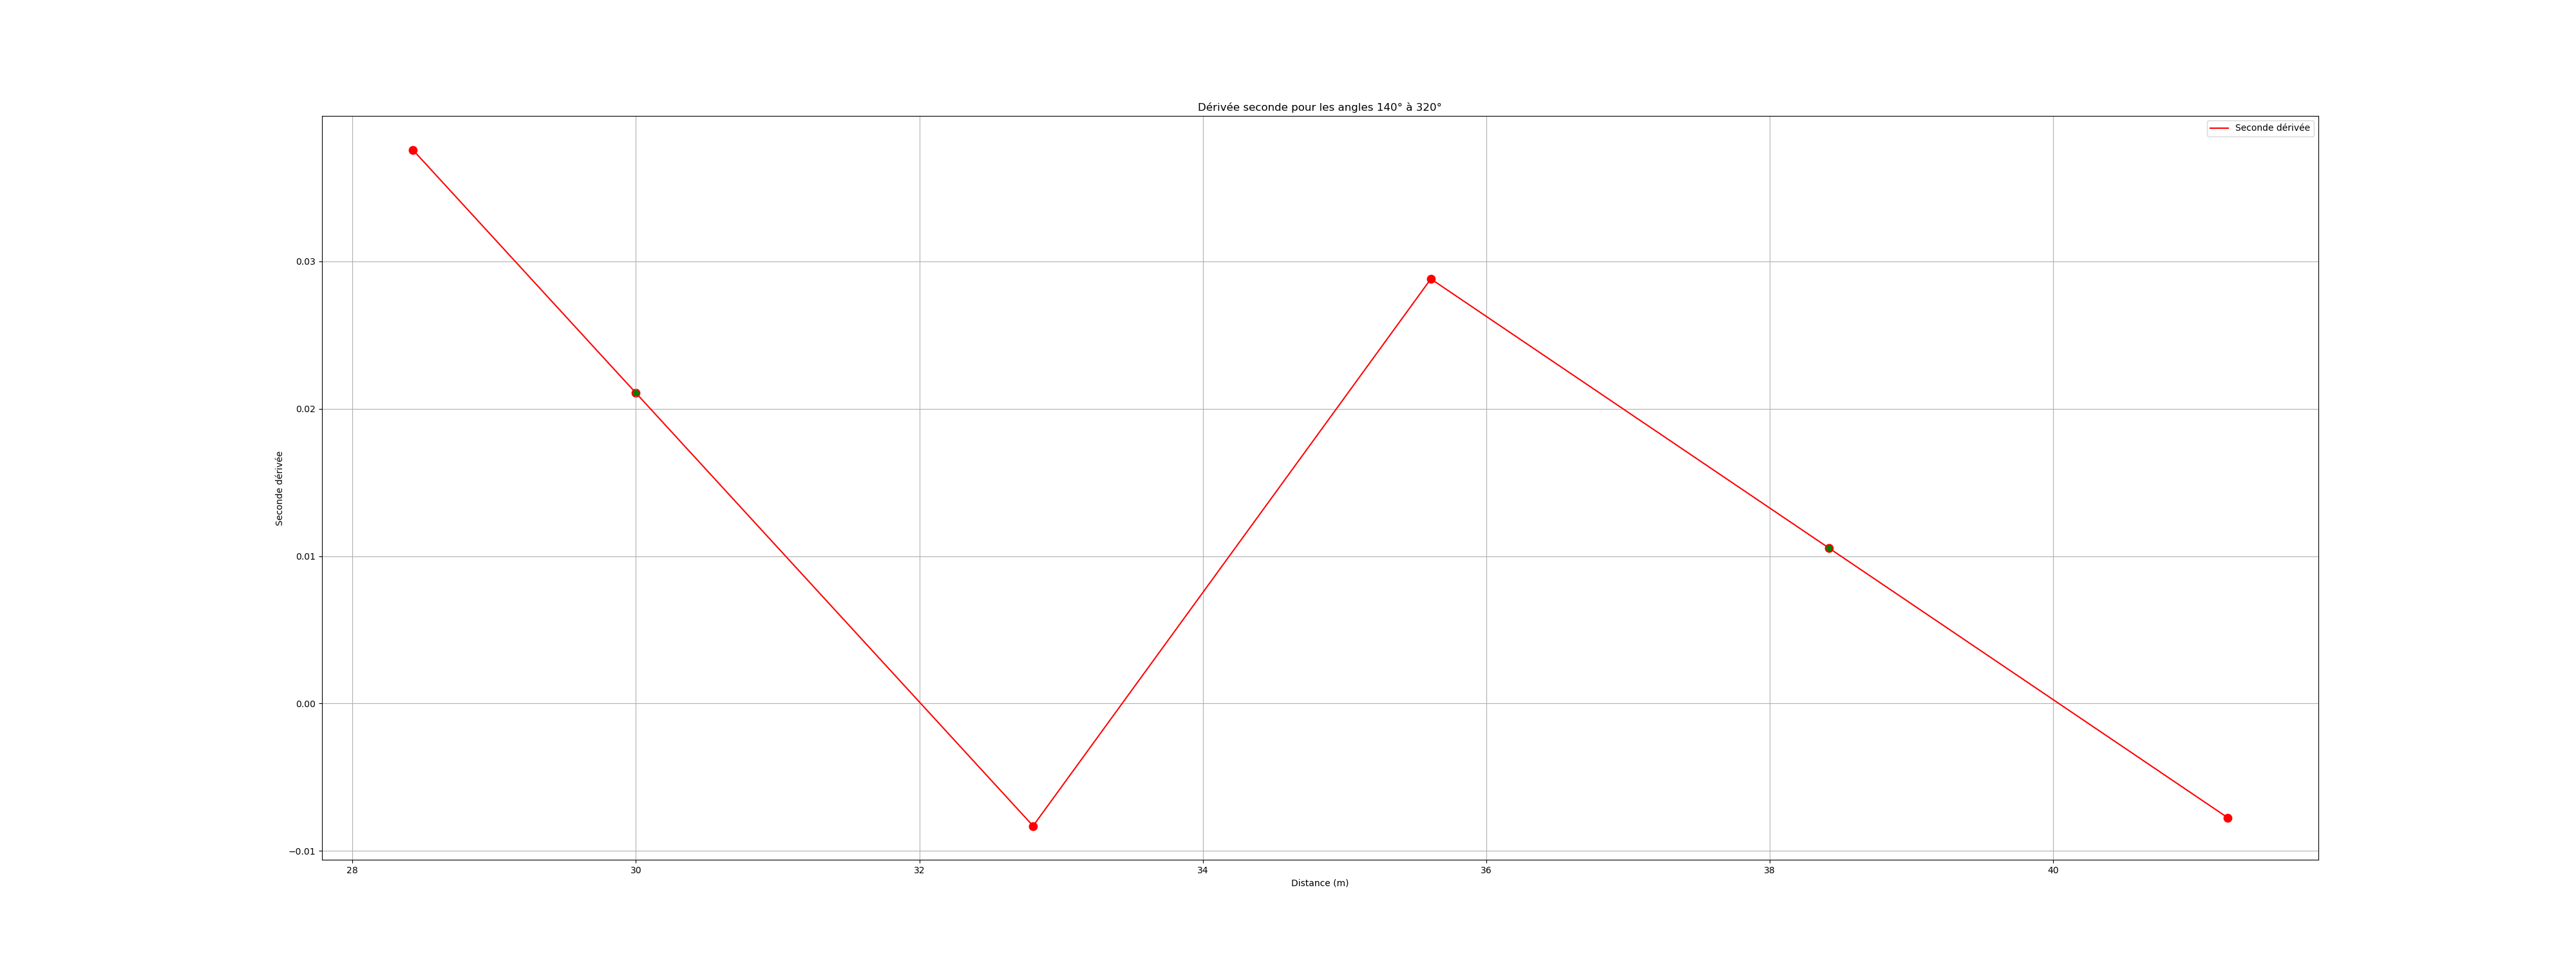 Dérivée seconde pour les angles 140° à 320°
Seconde dérivée
Seconde dérivée
0.03
0.02
0.01
0.00
−0.01
28 30 32 34 36 38 40
Distance (m)